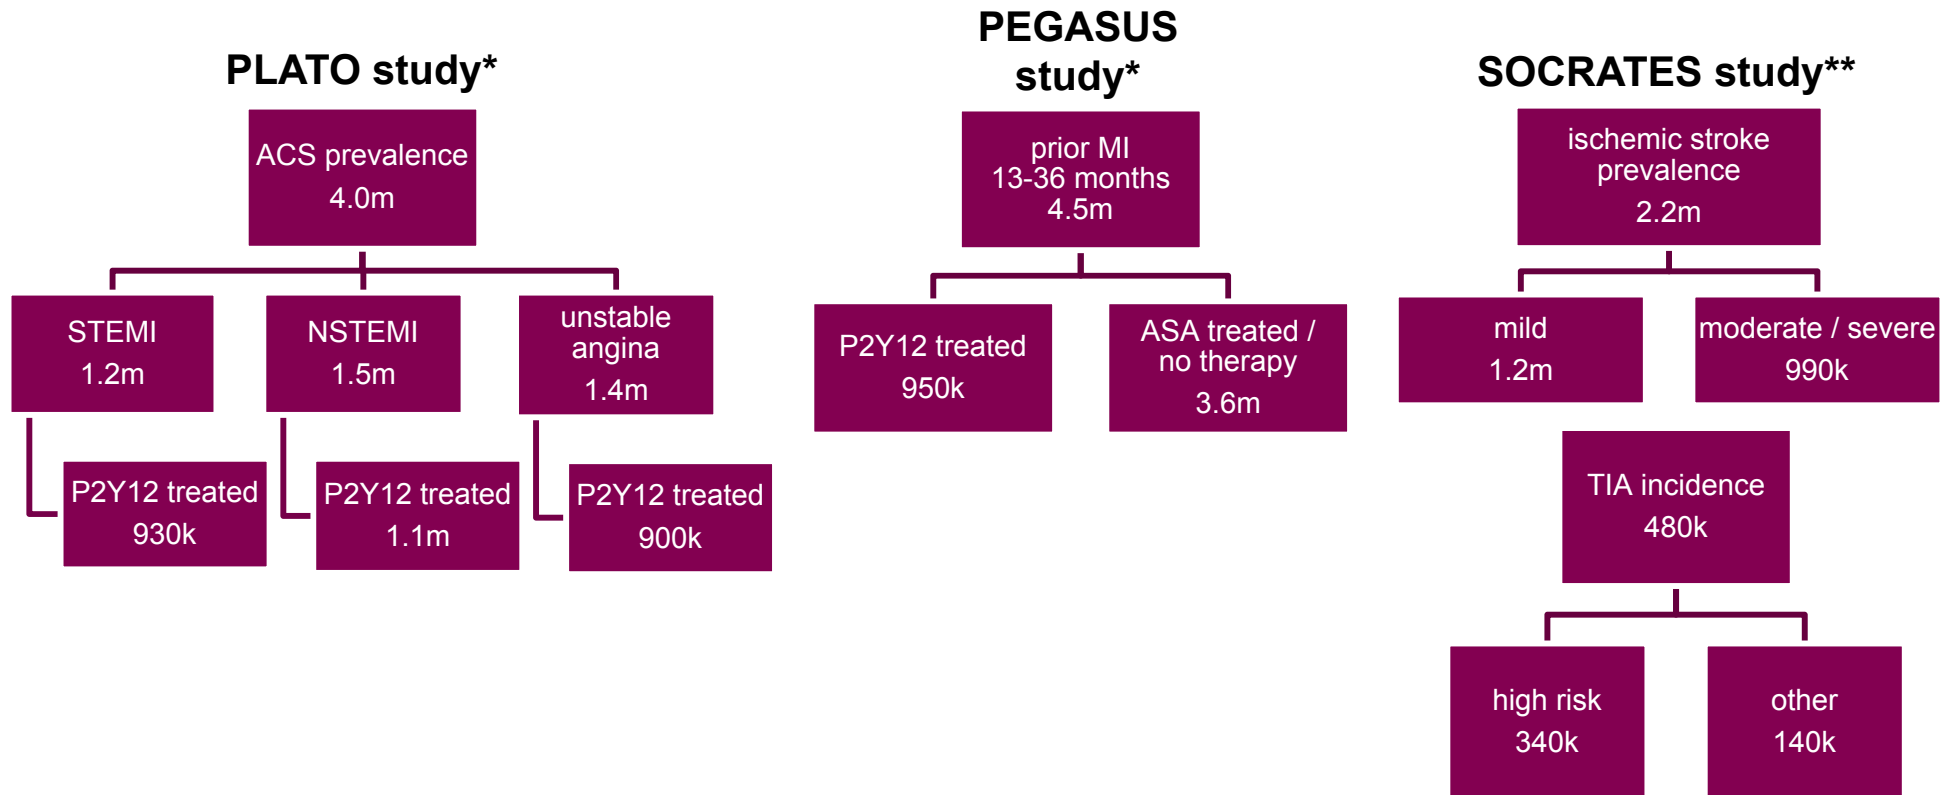 PLATO study*
ACS prevalence
4.0m
STEMI
1.2m
NSTEMI
1.5m
unstable
angina
1.4m
P2Y12 treated
930k
P2Y12 treated
1.1m
P2Y12 treated
900k
PEGASUS
study*
prior MI
13-36 months
4.5m
P2Y12 treated
950k
ASA treated /
no therapy
3.6m
SOCRATES study**
ischemic stroke
prevalence
2.2m
mild
1.2m
moderate / severe
990k
TIA incidence
480k
high risk
340k
other
140k